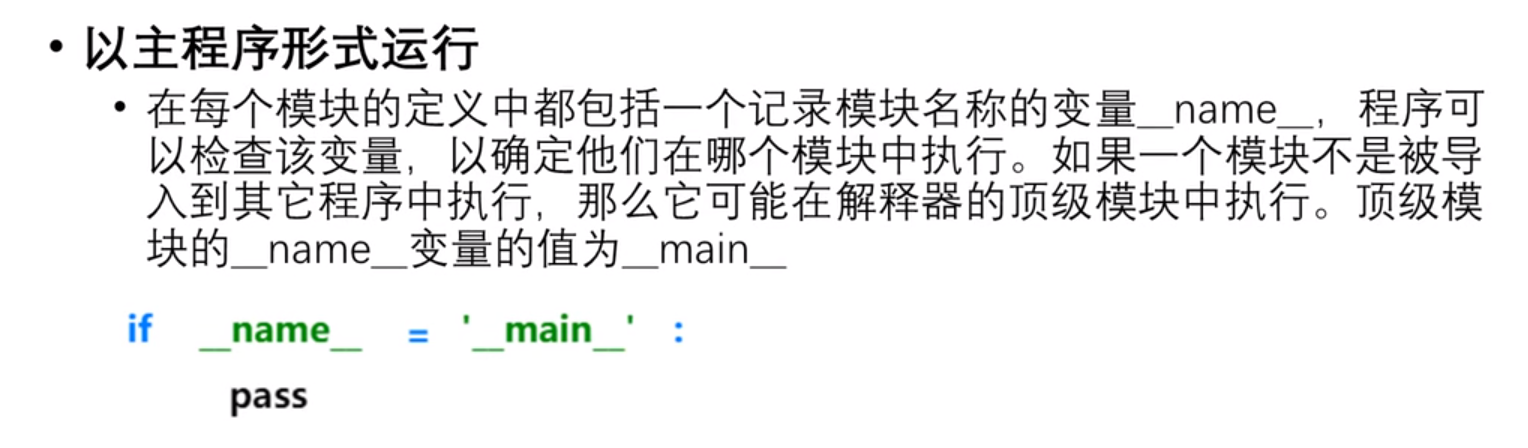 • 以主程序形式运行
• 在每个模块的定义中都包括一个记录模块名称的变量__name__，程序可
以检查该变量，以确定他们在哪个模块中执行。如果一个模块不是被导
入到其它程序中执行，那么它可能在解释器的顶级模块中执行。顶级模
块的__name__变量的值为__main__
if __name__ = '__main__' :
pass